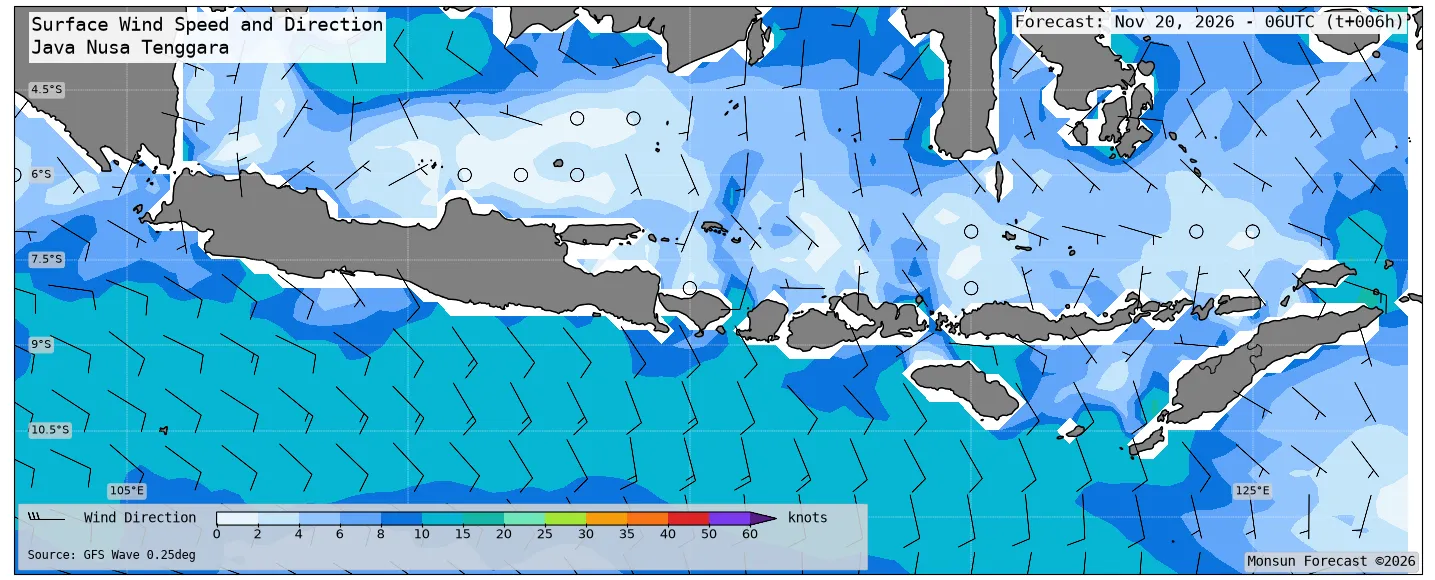 Surface Wind Speed and Direction
Java Nusa Tenggara
Forecast: Nov 20, 2026 - 06UTC (t+006h)
4.5°S
6°S
7.5°S
9°S
10.5°S
105°E
125°E
Wind Direction
0 2 4 6 8 10 15 20 25 30 35 40 50 60
knots
Source: GFS Wave 0.25deg
Monsun Forecast ©2026